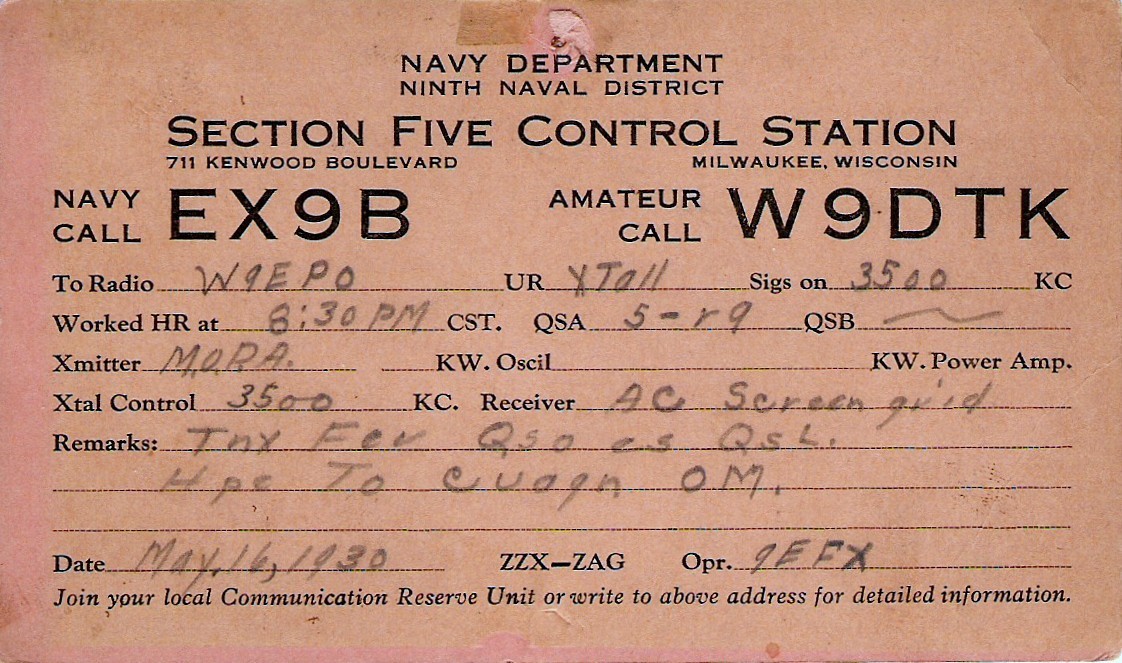 NAVY DEPARTMENT
NINTH NAVAL DISTRICT
SECTION FIVE CONTROL STATION
711 KENWOOD BOULEVARD MILWAUKEE, WISCONSIN
NAVY CALL EX9B AMATEUR CALL W9DTK
To Radio W9EPO UR XTall Sigs on 3500 KC
Worked HR at 8:30 PM CST. QSA 5-r9 QSB ~
Xmitter M.O.P.A. KW. Oscil KW. Power Amp.
Xtal Control 3500 KC. Receiver AC Screen grid
Remarks: Tnx Fer Qso es QsL.
Hpe To cuagn OM.
Date May, 16, 1930 ZZX—ZAG Opr. 9EFX
Join your local Communication Reserve Unit or write to above address for detailed information.